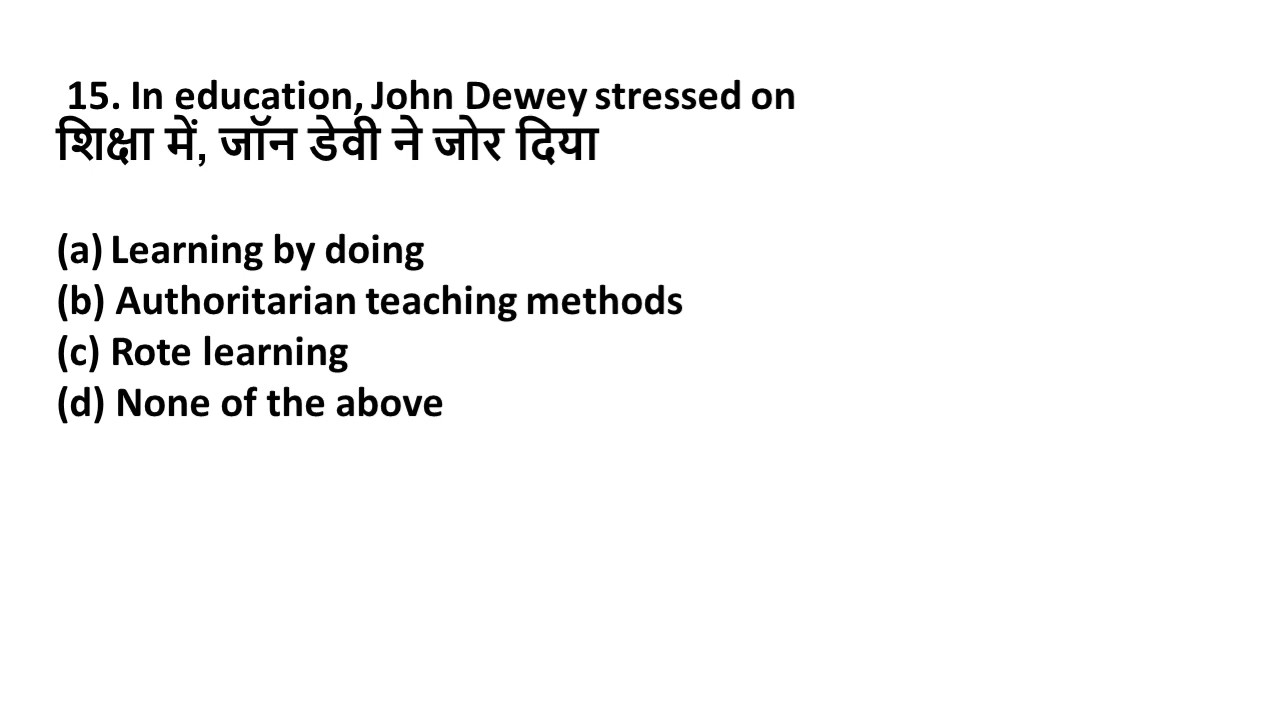 15. In education, John Dewey stressed on
शिक्षा में, जॉन डेवी ने जोर दिया
(a) Learning by doing
(b) Authoritarian teaching methods
(c) Rote learning
(d) None of the above